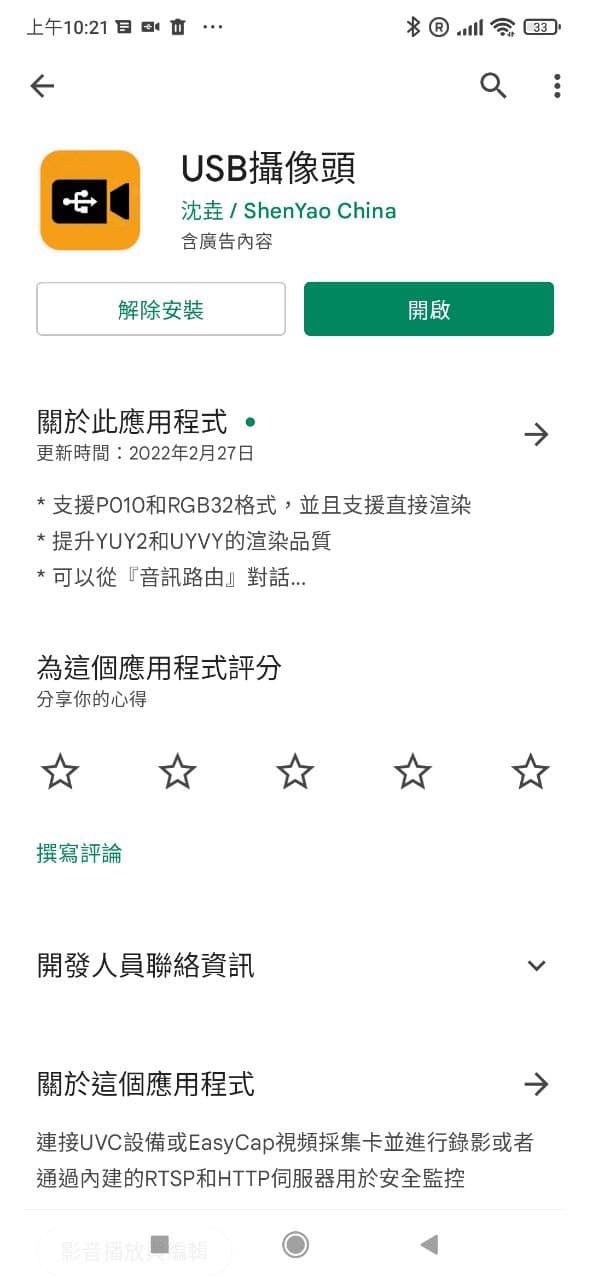 上午10:21 ··· 33
USB攝像頭
沈垚 / ShenYao China
含廣告內容
解除安裝 開啟
關於此應用程式 •
更新時間：2022年2月27日
* 支援P010和RGB32格式，並且支援直接渲染
* 提升YUY2和UYVY的渲染品質
* 可以從『音訊路由』對話...
為這個應用程式評分
分享你的心得
撰寫評論
開發人員聯絡資訊
關於這個應用程式
連接UVC設備或EasyCap視頻採集卡並進行錄影或者
通過內建的RTSP和HTTP伺服器用於安全監控
影音播放與編輯